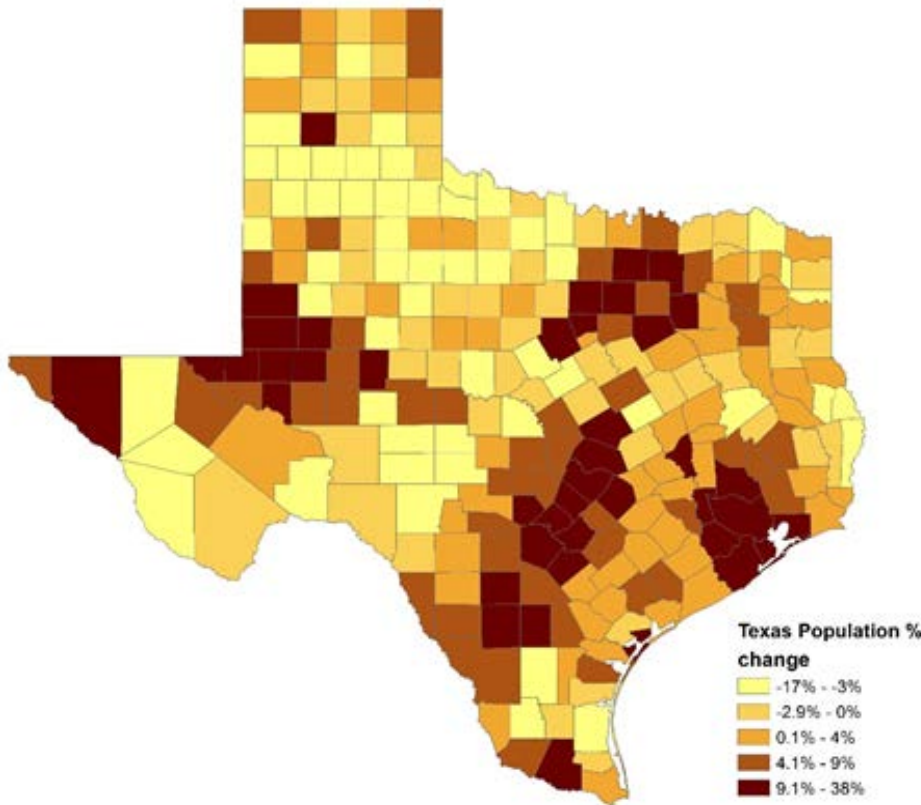 Texas Population %
change
-17% - -3%
-2.9% - 0%
0.1% - 4%
4.1% - 9%
9.1% - 38%